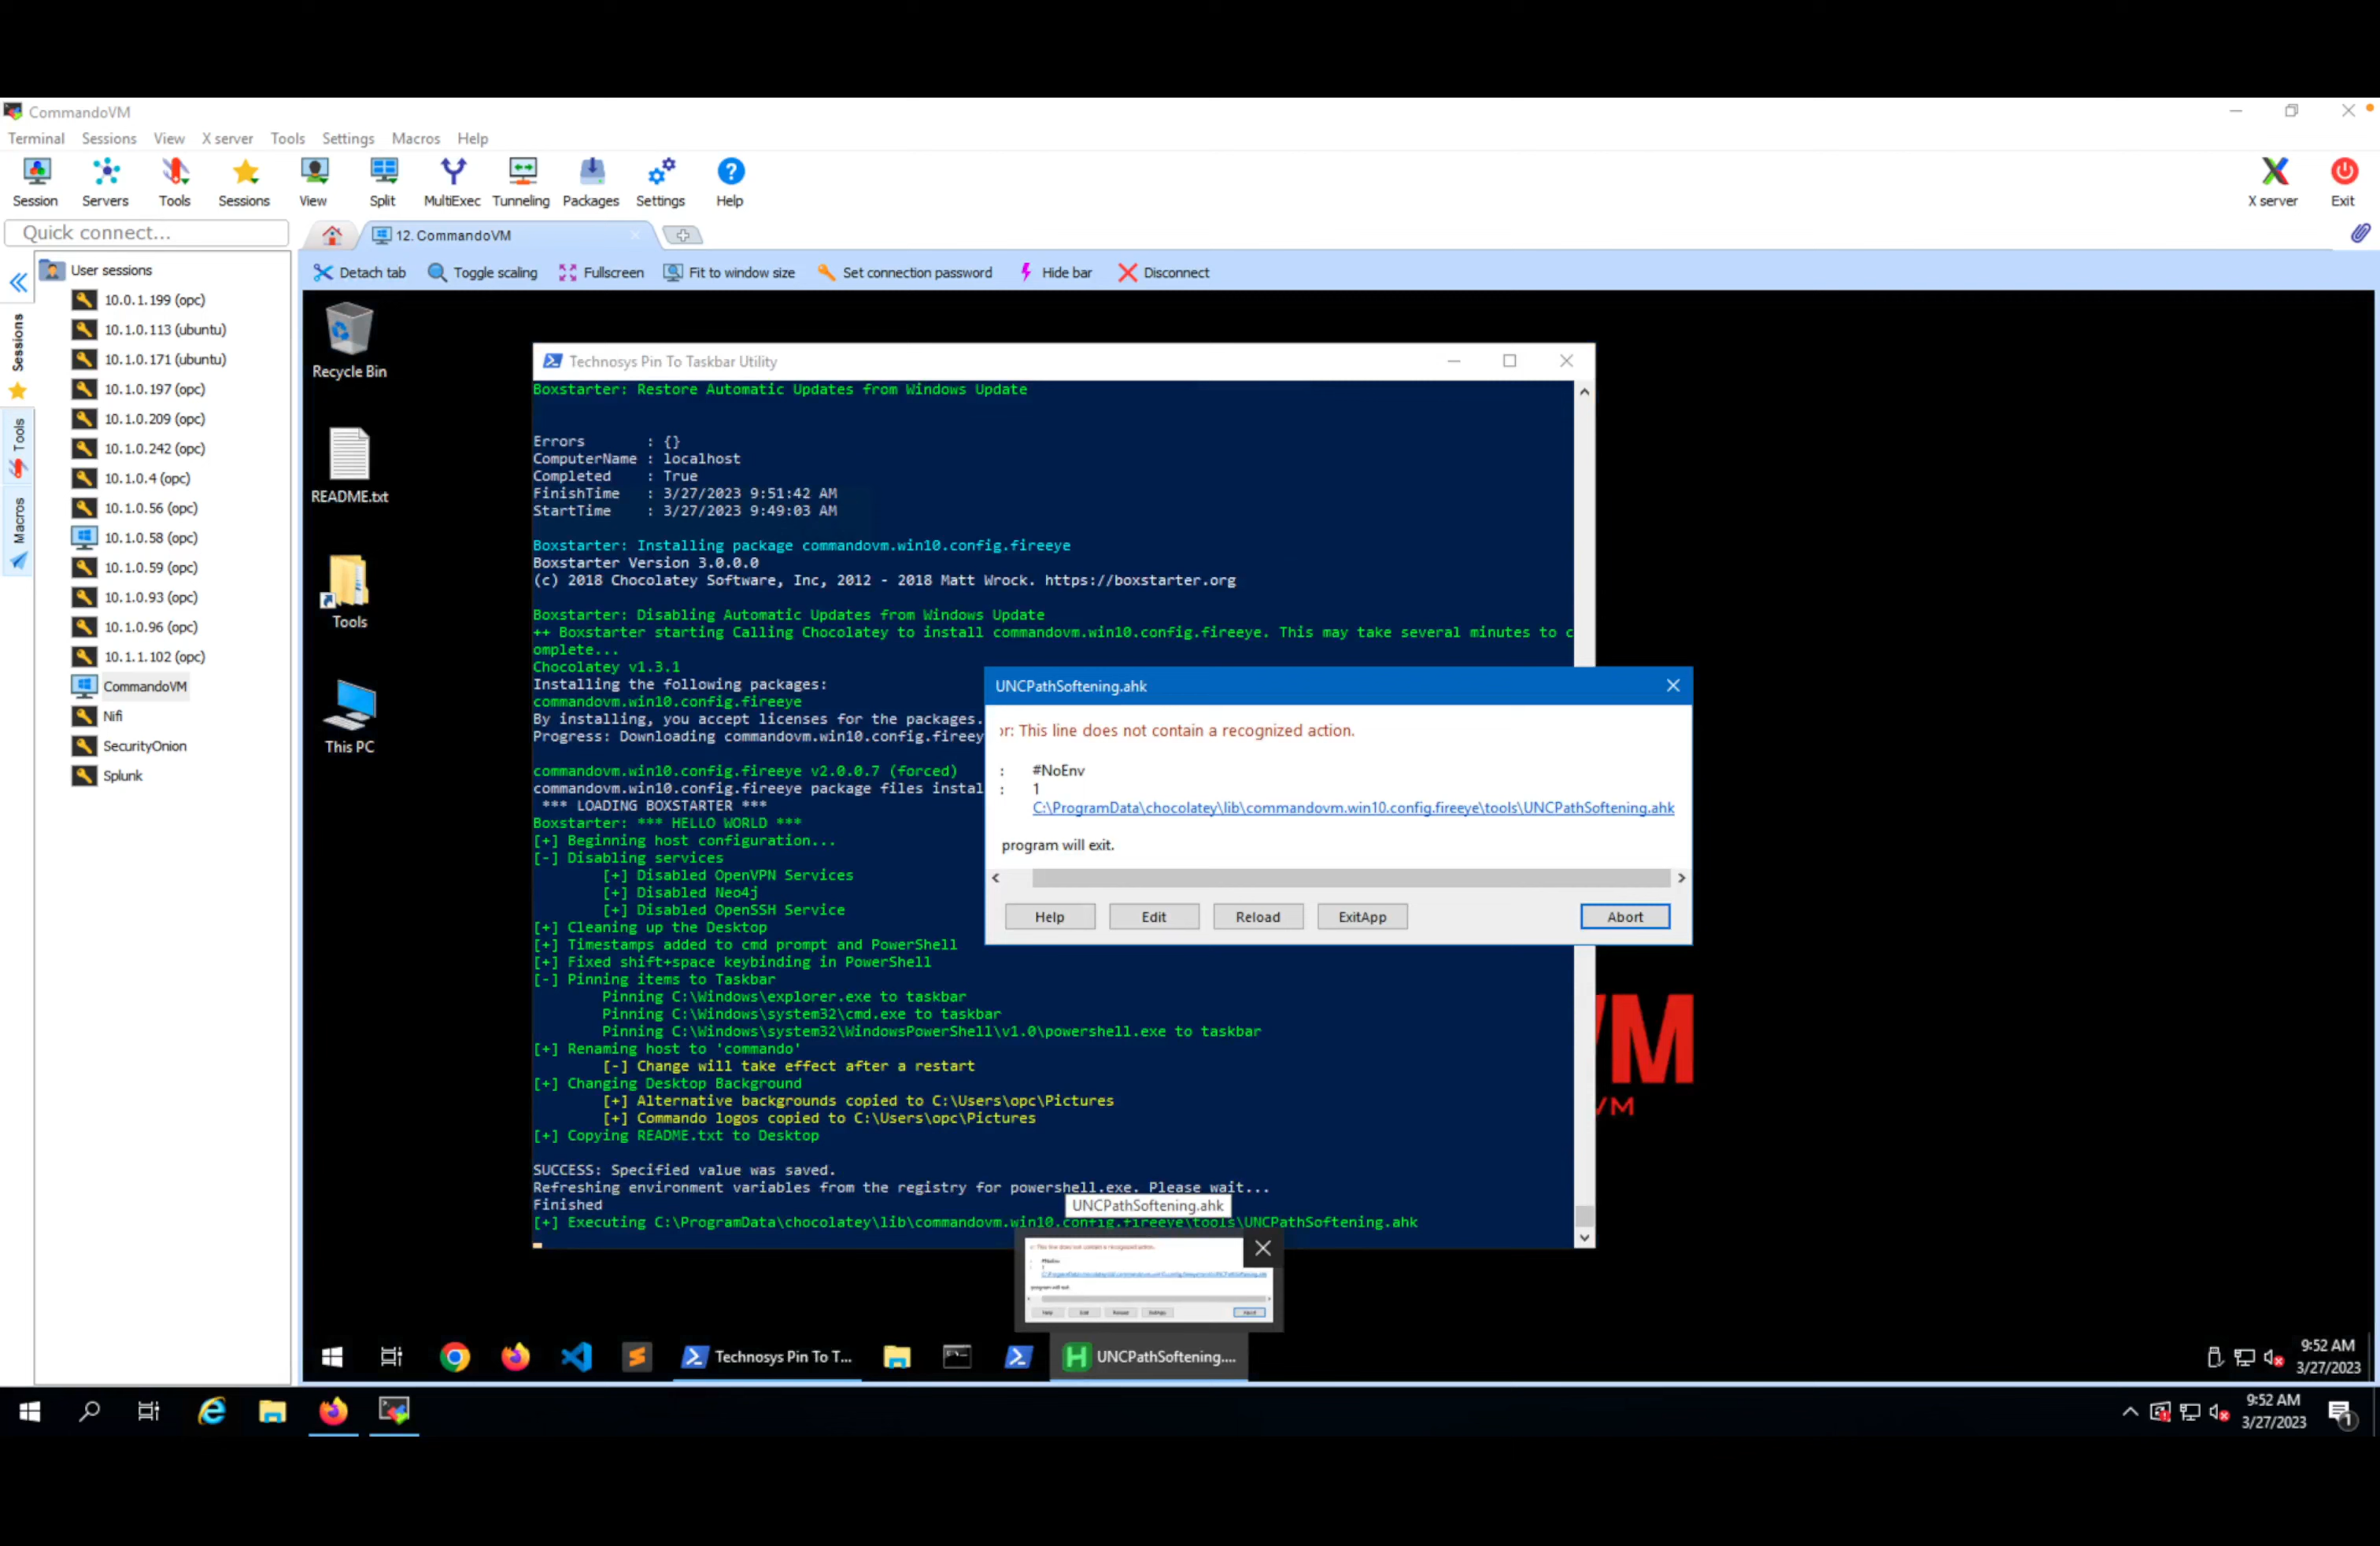 CommandoVM
Terminal Sessions View X server Tools Settings Macros Help
Session Servers Tools Sessions View Split MultiExec Tunneling Packages Settings Help X server Exit
Quick connect...
12. CommandoVM
Detach tab Toggle scaling Fullscreen Fit to window size Set connection password Hide bar Disconnect
Sessions
Tools
Macros
User sessions
10.0.1.199 (opc)
10.1.0.113 (ubuntu)
10.1.0.171 (ubuntu)
10.1.0.197 (opc)
10.1.0.209 (opc)
10.1.0.242 (opc)
10.1.0.4 (opc)
10.1.0.56 (opc)
10.1.0.58 (opc)
10.1.0.59 (opc)
10.1.0.93 (opc)
10.1.0.96 (opc)
10.1.1.102 (opc)
CommandoVM
Nifi
SecurityOnion
Splunk
Recycle Bin
README.txt
Tools
This PC
Technosys Pin To Taskbar Utility
Boxstarter: Restore Automatic Updates from Windows Update
Errors : {}
ComputerName : localhost
Completed : True
FinishTime : 3/27/2023 9:51:42 AM
StartTime : 3/27/2023 9:49:03 AM
Boxstarter: Installing package commandovm.win10.config.fireeye
Boxstarter Version 3.0.0.0
(c) 2018 Chocolatey Software, Inc, 2012 - 2018 Matt Wrock. https://boxstarter.org
Boxstarter: Disabling Automatic Updates from Windows Update
++ Boxstarter starting Calling Chocolatey to install commandovm.win10.config.fireeye. This may take several minutes to c
omplete...
Chocolatey v1.3.1
Installing the following packages:
commandovm.win10.config.fireeye
By installing, you accept licenses for the packages.
Progress: Downloading commandovm.win10.config.fireey
commandovm.win10.config.fireeye v2.0.0.7 (forced)
commandovm.win10.config.fireeye package files instal
*** LOADING BOXSTARTER ***
Boxstarter: *** HELLO WORLD ***
[+] Beginning host configuration...
[-] Disabling services
[+] Disabled OpenVPN Services
[+] Disabled Neo4j
[+] Disabled OpenSSH Service
[+] Cleaning up the Desktop
[+] Timestamps added to cmd prompt and PowerShell
[+] Fixed shift+space keybinding in PowerShell
[-] Pinning items to Taskbar
Pinning C:\Windows\explorer.exe to taskbar
Pinning C:\Windows\system32\cmd.exe to taskbar
Pinning C:\Windows\system32\WindowsPowerShell\v1.0\powershell.exe to taskbar
[+] Renaming host to 'commando'
[-] Change will take effect after a restart
[+] Changing Desktop Background
[+] Alternative backgrounds copied to C:\Users\opc\Pictures
[+] Commando logos copied to C:\Users\opc\Pictures
[+] Copying README.txt to Desktop
SUCCESS: Specified value was saved.
Refreshing environment variables from the registry for powershell.exe. Please wait...
Finished
[+] Executing C:\ProgramData\chocolatey\lib\commandovm.win10.config.fireeye\tools\UNCPathSoftening.ahk
UNCPathSoftening.ahk
or: This line does not contain a recognized action.
: #NoEnv
: 1
C:\ProgramData\chocolatey\lib\commandovm.win10.config.fireeye\tools\UNCPathSoftening.ahk
program will exit.
Help Edit Reload ExitApp Abort
VM
VM
UNCPathSoftening.ahk
Technosys Pin To T...
UNCPathSoftening....
9:52 AM
3/27/2023
9:52 AM
3/27/2023
1